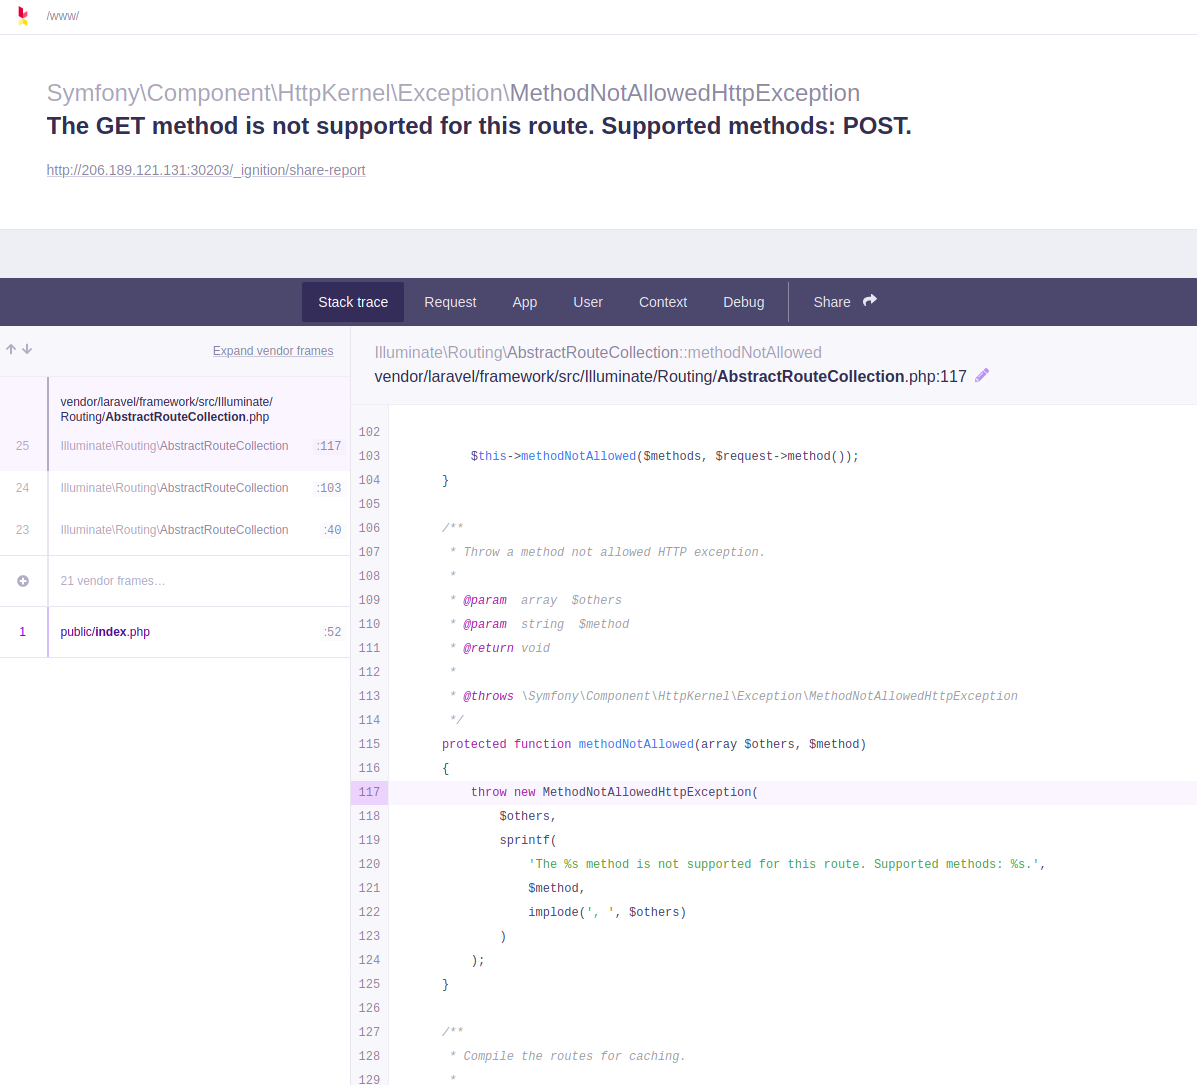 /www/
Symfony\Component\HttpKernel\Exception\MethodNotAllowedHttpException
The GET method is not supported for this route. Supported methods: POST.
http://206.189.121.131:30203/_ignition/share-report
Stack trace Request App User Context Debug Share
Expand vendor frames
vendor/laravel/framework/src/Illuminate/
Routing/AbstractRouteCollection.php
25 Illuminate\Routing\AbstractRouteCollection :117
24 Illuminate\Routing\AbstractRouteCollection :103
23 Illuminate\Routing\AbstractRouteCollection :40
21 vendor frames…
1 public/index.php :52
Illuminate\Routing\AbstractRouteCollection::methodNotAllowed
vendor/laravel/framework/src/Illuminate/Routing/AbstractRouteCollection.php:117
102
103 $this->methodNotAllowed($methods, $request->method());
104 }
105
106 /**
107 * Throw a method not allowed HTTP exception.
108 *
109 * @param  array  $others
110 * @param  string  $method
111 * @return void
112 *
113 * @throws \Symfony\Component\HttpKernel\Exception\MethodNotAllowedHttpException
114 */
115 protected function methodNotAllowed(array $others, $method)
116 {
117 throw new MethodNotAllowedHttpException(
118 $others,
119 sprintf(
120 'The %s method is not supported for this route. Supported methods: %s.',
121 $method,
122 implode(', ', $others)
123 )
124 );
125 }
126
127 /**
128 * Compile the routes for caching.
129 *